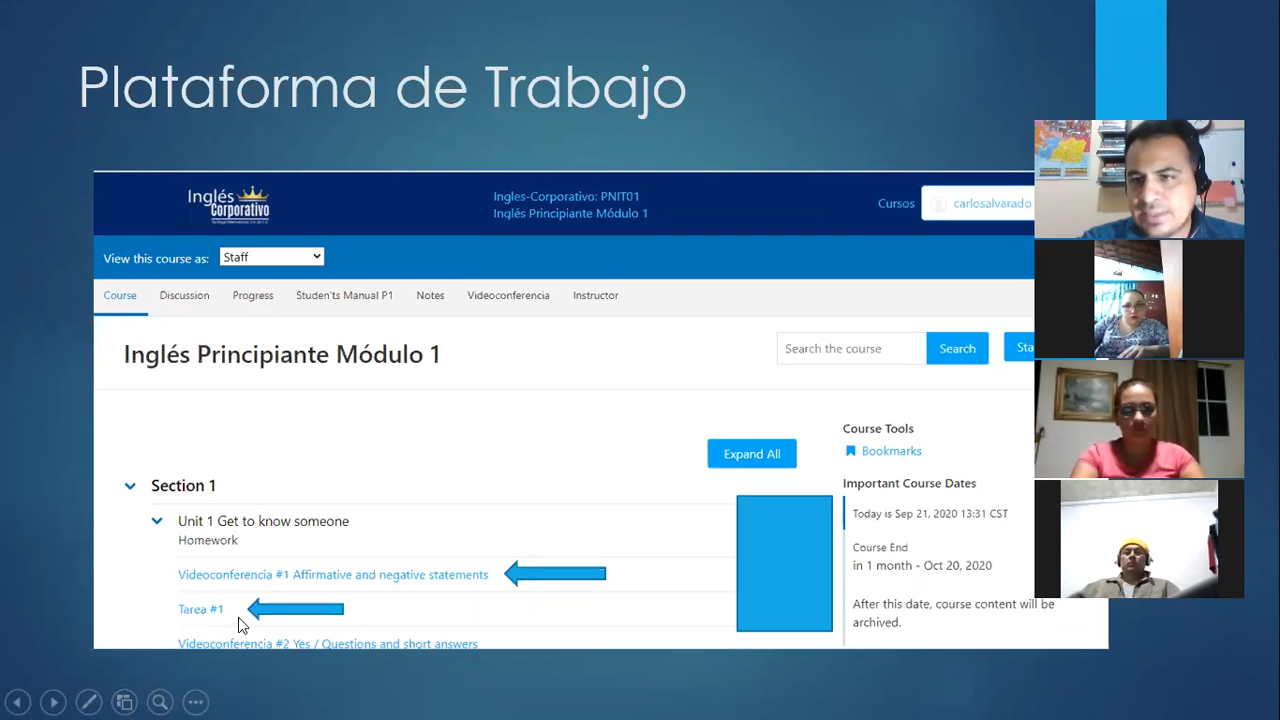 Plataforma de Trabajo
Inglés
Corporativo
Ingles-Corporativo: PNIT01
Inglés Principiante Módulo 1
Cursos
carlosalvarado
View this course as:
Staff
Course
Discussion
Progress
Studen'ts Manual P1
Notes
Videoconferencia
Instructor
Inglés Principiante Módulo 1
Search the course
Search
Sta
Expand All
Course Tools
Bookmarks
Section 1
Important Course Dates
Today is Sep 21, 2020 13:31 CST
Unit 1 Get to know someone
Homework
Course End
in 1 month - Oct 20, 2020
Videoconferencia #1 Affirmative and negative statements
Tarea #1
After this date, course content will be
archived.
Videoconferencia #2 Yes / Questions and short answers